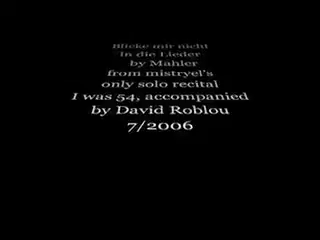 Blicke mir nicht
in die Lieder
by Mahler
from mistryel's
only solo recital
I was 54, accompanied
by David Roblou
7/2006